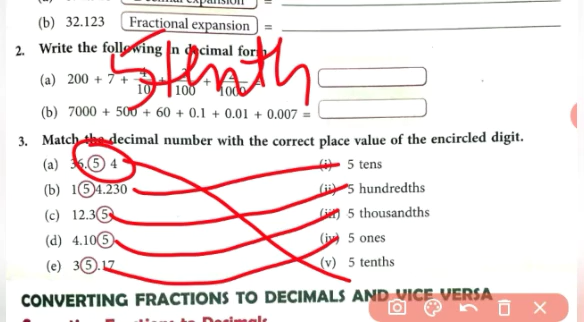 (b) 32.123 Fractional expansion =
2. Write the following in decimal form
5 tenth
(a) 200 + 7 + 4/10 + /100 + /1000 =
(b) 7000 + 500 + 60 + 0.1 + 0.01 + 0.007 =
3. Match the decimal number with the correct place value of the encircled digit.
(a) 36.5 4 (i) 5 tens
(b) 154.230 (ii) 5 hundredths
(c) 12.35 (iii) 5 thousandths
(d) 4.105 (iv) 5 ones
(e) 35.17 (v) 5 tenths
CONVERTING FRACTIONS TO DECIMALS AND VICE VERSA